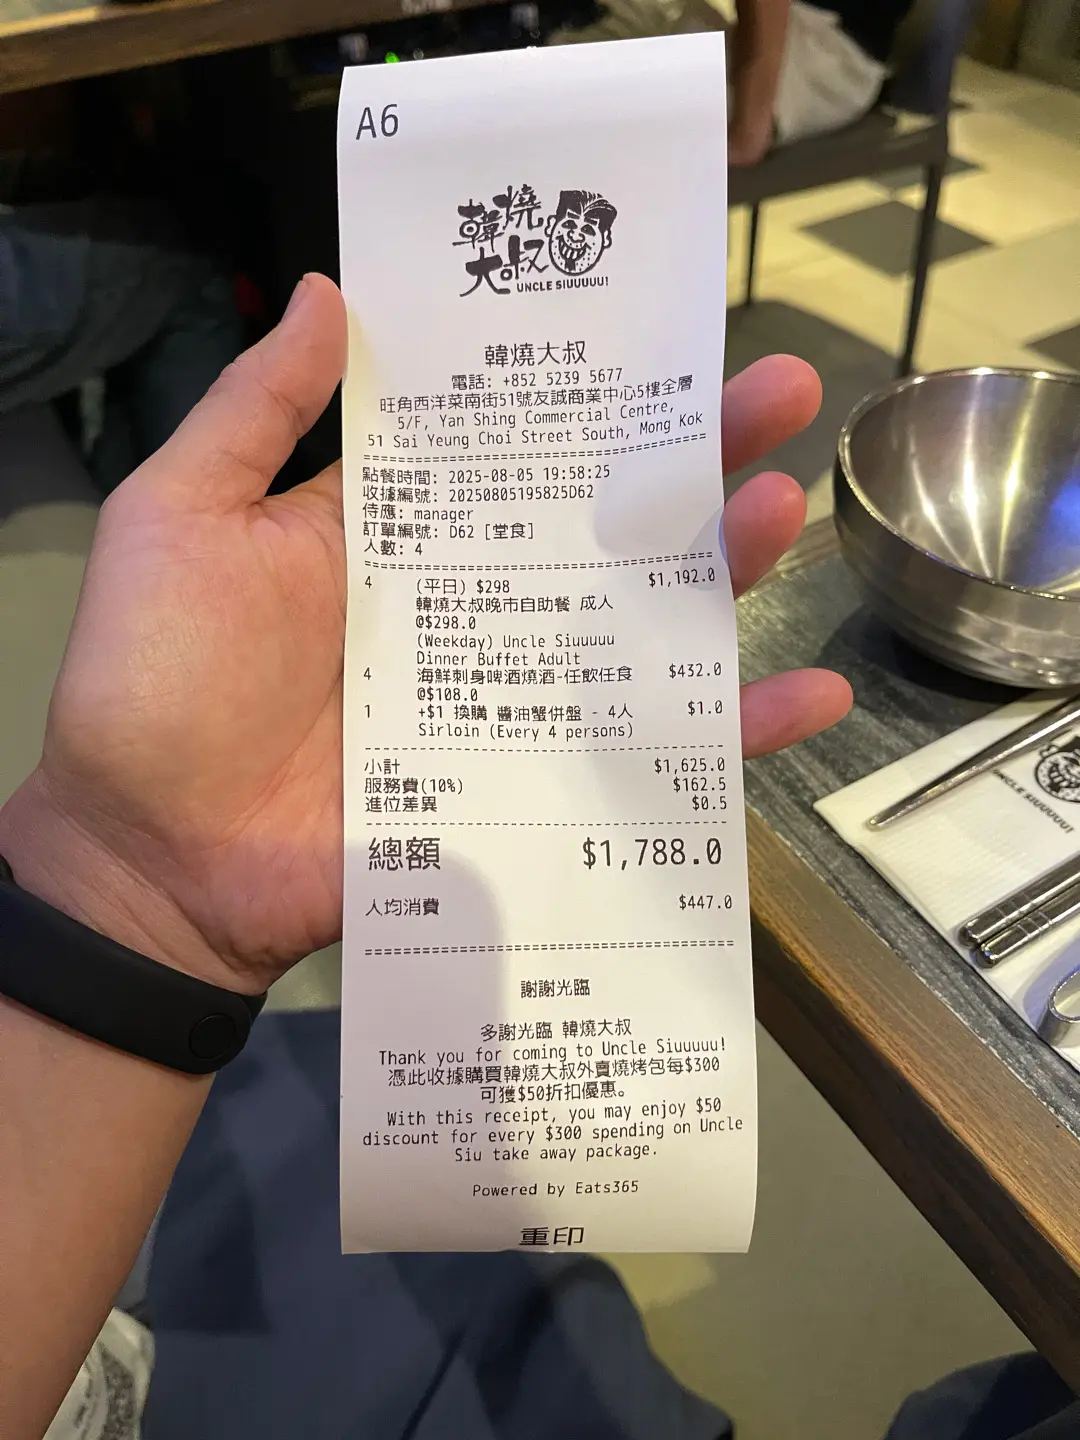 A6
韓燒
大叔
UNCLE SIUUUUU!
韓燒大叔
電話: +852 5239 5677
旺角西洋菜南街51號友誠商業中心5樓全層
5/F, Yan Shing Commercial Centre,
51 Sai Yeung Choi Street South, Mong Kok
點餐時間: 2025-08-05 19:58:25
收據編號: 20250805195825D62
侍應: manager
訂單編號: D62 [堂食]
人數: 4
4 (平日) $298 $1,192.0
韓燒大叔晚市自助餐 成人
@$298.0
(Weekday) Uncle Siuuuuu
Dinner Buffet Adult
4 海鮮刺身啤酒燒酒-任飲任食 $432.0
@$108.0
1 +$1 換購 醬油蟹併盤 - 4人 $1.0
Sirloin (Every 4 persons)
小計 $1,625.0
服務費(10%) $162.5
進位差異 $0.5
總額 $1,788.0
人均消費 $447.0
謝謝光臨
多謝光臨 韓燒大叔
Thank you for coming to Uncle Siuuuuu!
憑此收據購買韓燒大叔外賣燒烤包每$300
可獲$50折扣優惠。
With this receipt, you may enjoy $50
discount for every $300 spending on Uncle
Siu take away package.
Powered by Eats365
重印
UNCLE SIUUUUU!